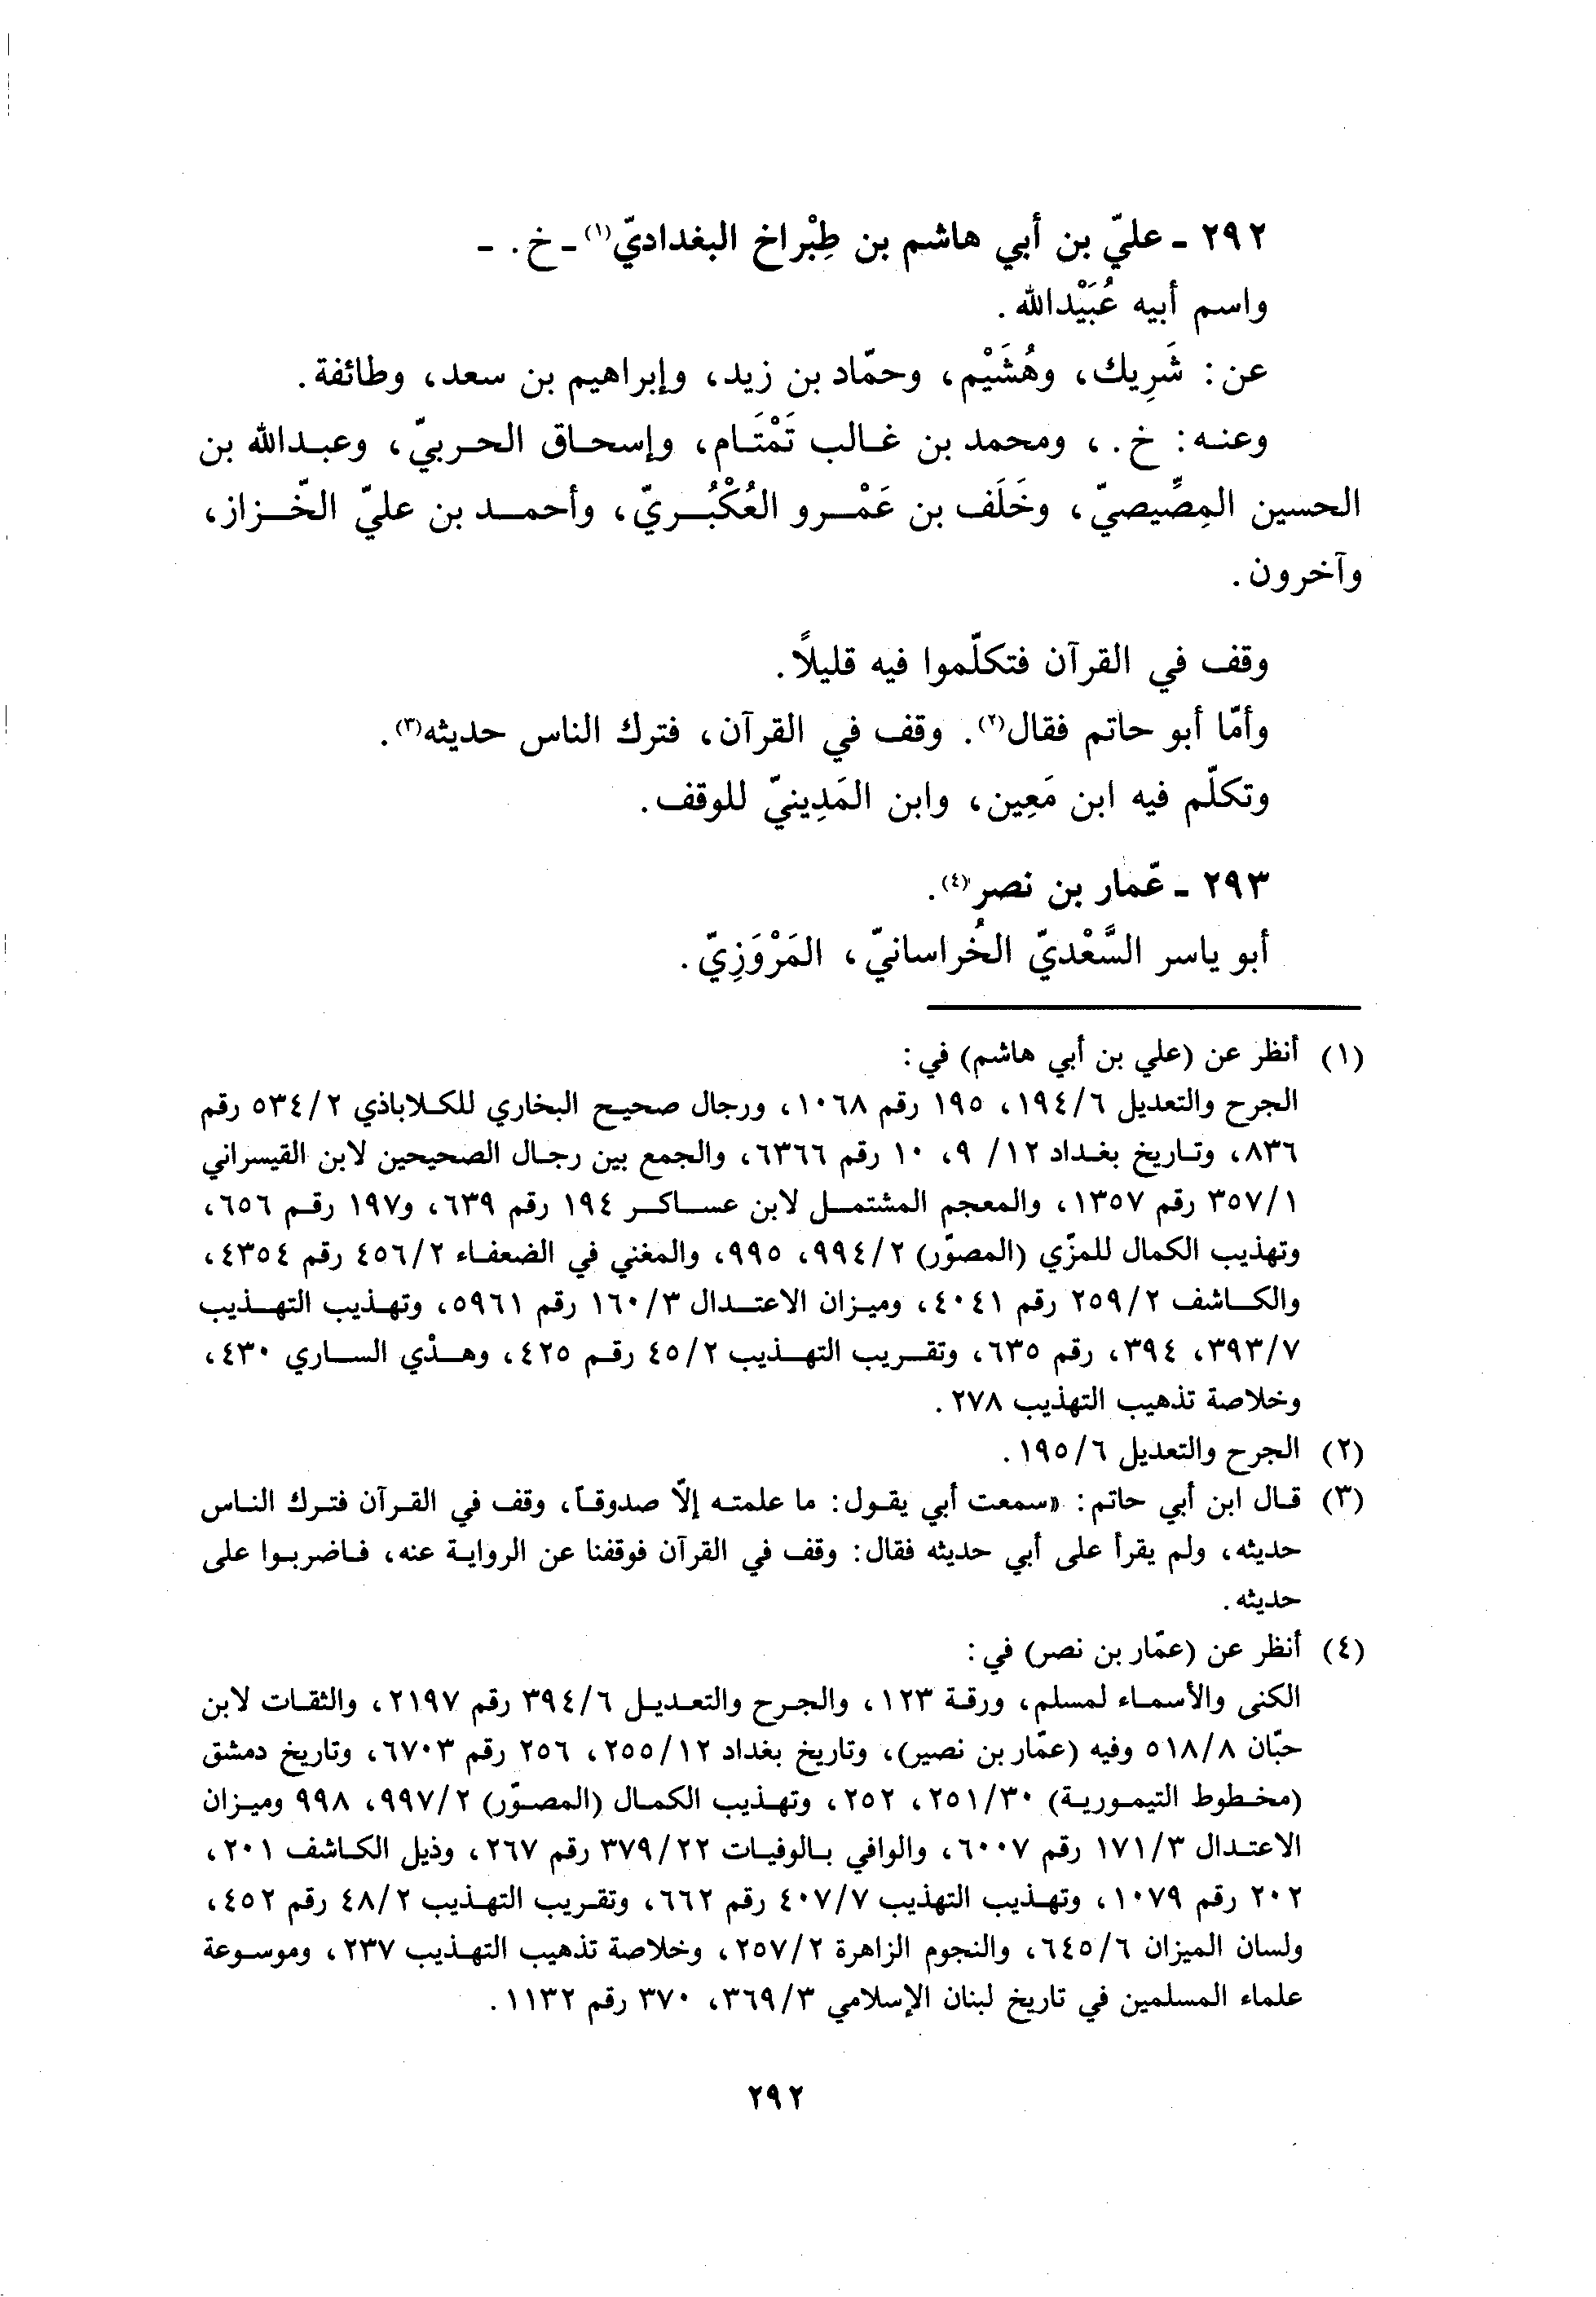 ٢٩٢ ـ عليّ بن أبي هاشم بن طِبْراخ البغداديّ(١) ـ خ. ـ
واسم أبيه عُبَيْدالله.
عن: شَرِيك، وهُشَيْم، وحمّاد بن زيد، وإبراهيم بن سعد، وطائفة.
وعنه: خ.، ومحمد بن غالب تَمْتَام، وإسحاق الحربيّ، وعبدالله بن
الحسين المِصِّيصيّ، وخَلَف بن عَمْرو العُكْبُريّ، وأحمد بن عليّ الخّزاز،
وآخرون.
وقف في القرآن فتكلّموا فيه قليلاً.
وأمّا أبو حاتم فقال(٢). وقف في القرآن، فترك الناس حديثه(٣).
وتكلّم فيه ابن مَعِين، وابن المَدِينيّ للوقف.
٢٩٣ ـ عّمار بن نصر(٤).
أبو ياسر السَّعْديّ الخُراسانيّ، المَرْوَزِيّ.
(١) أنظر عن (علي بن أبي هاشم) في:
الجرح والتعديل ١٩٤/٦، ١٩٥ رقم ١٠٦٨، ورجال صحيح البخاري للكلاباذي ٥٣٤/٢ رقم
٨٣٦، وتاريخ بغداد ١٢/ ٩، ١٠ رقم ٦٣٦٦، والجمع بين رجال الصحيحين لابن القيسراني
٣٥٧/١ رقم ١٣٥٧، والمعجم المشتمل لابن عساكر ١٩٤ رقم ٦٣٩، و١٩٧ رقم ٦٥٦،
وتهذيب الكمال للمزّي (المصوّر) ٩٩٤/٢، ٩٩٥، والمغني في الضعفاء ٤٥٦/٢ رقم ٤٣٥٤،
والكاشف ٢٥٩/٢ رقم ٤٠٤١، وميزان الاعتدال ١٦٠/٣ رقم ٥٩٦١، وتهذيب التهذيب
٣٩٣/٧، ٣٩٤، رقم ٦٣٥، وتقريب التهذيب ٤٥/٢ رقم ٤٢٥، وهدْي الساري ٤٣٠،
وخلاصة تذهيب التهذيب ٢٧٨.
(٢) الجرح والتعديل ١٩٥/٦.
(٣) قال ابن أبي حاتم: «سمعت أبي يقول: ما علمته إلّا صدوقاً، وقف في القرآن فترك الناس
حديثه، ولم يقرأ على أبي حديثه فقال: وقف في القرآن فوقفنا عن الرواية عنه، فاضربوا على
حديثه.
(٤) أنظر عن (عمّار بن نصر) في:
الكنى والأسماء لمسلم، ورقة ١٢٣، والجرح والتعديل ٣٩٤/٦ رقم ٢١٩٧، والثقات لابن
حبّان ٥١٨/٨ وفيه (عمّار بن نصير)، وتاريخ بغداد ٢٥٥/١٢، ٢٥٦ رقم ٦٧٠٣، وتاريخ دمشق
(مخطوط التيمورية) ٢٥١/٣٠، ٢٥٢، وتهذيب الكمال (المصوّر) ٩٩٧/٢، ٩٩٨ وميزان
الاعتدال ١٧١/٣ رقم ٦٠٠٧، والوافي بالوفيات ٣٧٩/٢٢ رقم ٢٦٧، وذيل الكاشف ٢٠١،
٢٠٢ رقم ١٠٧٩، وتهذيب التهذيب ٤٠٧/٧ رقم ٦٦٢، وتقريب التهذيب ٤٨/٢ رقم ٤٥٢،
ولسان الميزان ٦٤٥/٦، والنجوم الزاهرة ٢٥٧/٢، وخلاصة تذهيب التهذيب ٢٣٧، وموسوعة
علماء المسلمين في تاريخ لبنان الإسلامي ٣٦٩/٣، ٣٧٠ رقم ١١٣٢.
٢٩٢